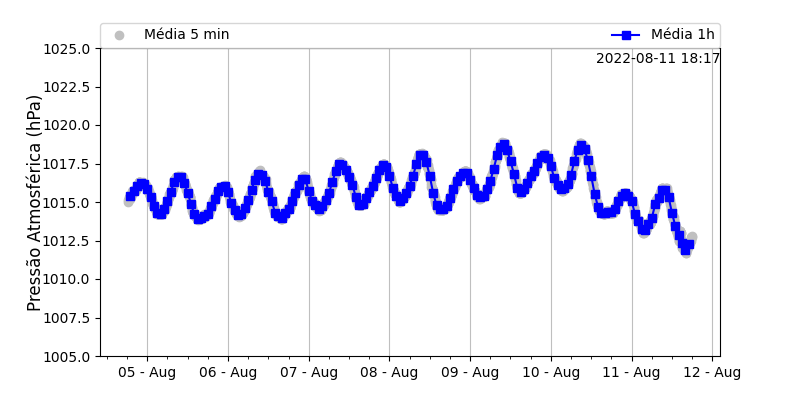 Média 5 min
Média 1h
2022-08-11 18:17
Pressão Atmosférica (hPa)
1025.0
1022.5
1020.0
1017.5
1015.0
1012.5
1010.0
1007.5
1005.0
05 - Aug
06 - Aug
07 - Aug
08 - Aug
09 - Aug
10 - Aug
11 - Aug
12 - Aug